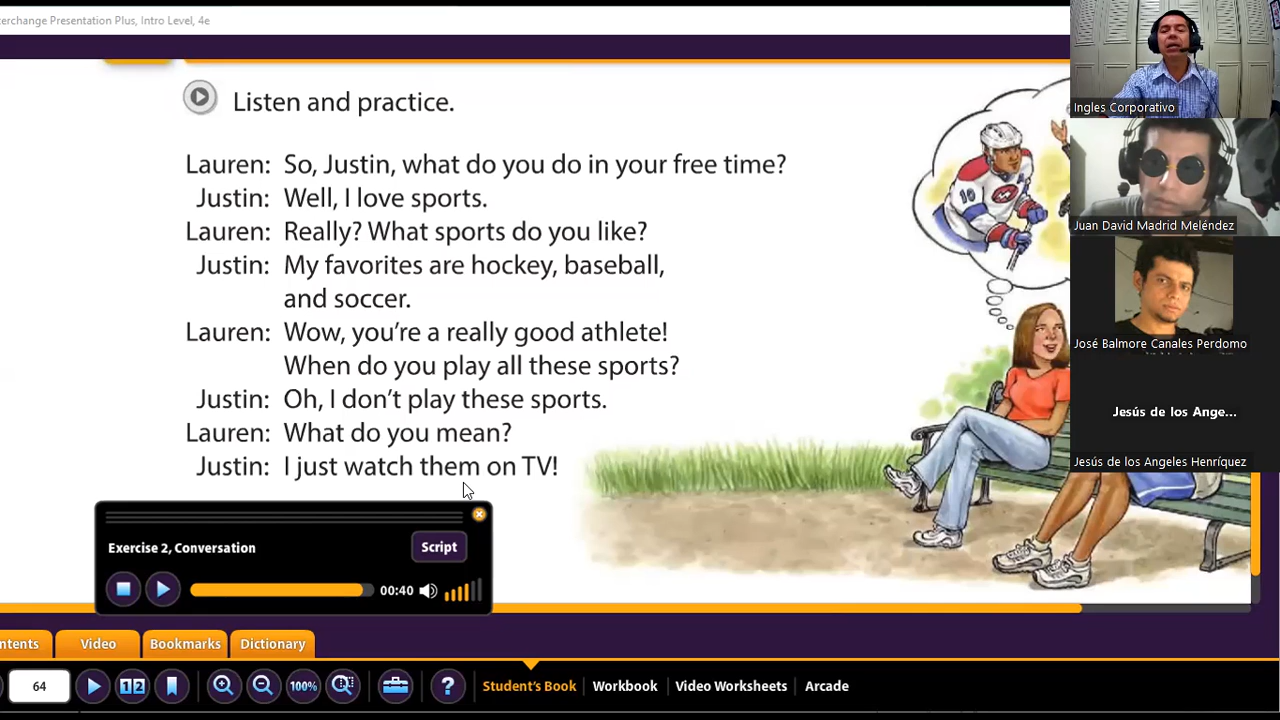 erchange Presentation Plus, Intro Level, 4e
Listen and practice.
Lauren: So, Justin, what do you do in your free time?
Justin: Well, I love sports.
Lauren: Really? What sports do you like?
Justin: My favorites are hockey, baseball,
and soccer.
Lauren: Wow, you're a really good athlete!
When do you play all these sports?
Justin: Oh, I don't play these sports.
Lauren: What do you mean?
Justin: I just watch them on TV!
16
Exercise 2, Conversation
Script
00:40
ntents
Video
Bookmarks
Dictionary
64
12
100%
?
Student's Book
Workbook
Video Worksheets
Arcade
Ingles Corporativo
Juan David Madrid Meléndez
José Balmore Canales Perdomo
Jesús de los Ange...
Jesús de los Angeles Henríquez